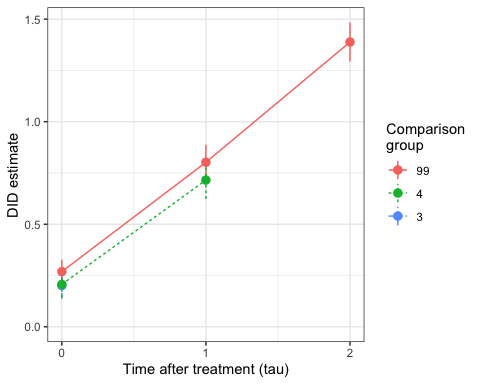 1.5
1.0
0.5
0.0
DID estimate
0
1
2
Time after treatment (tau)
Comparison
group
99
4
3